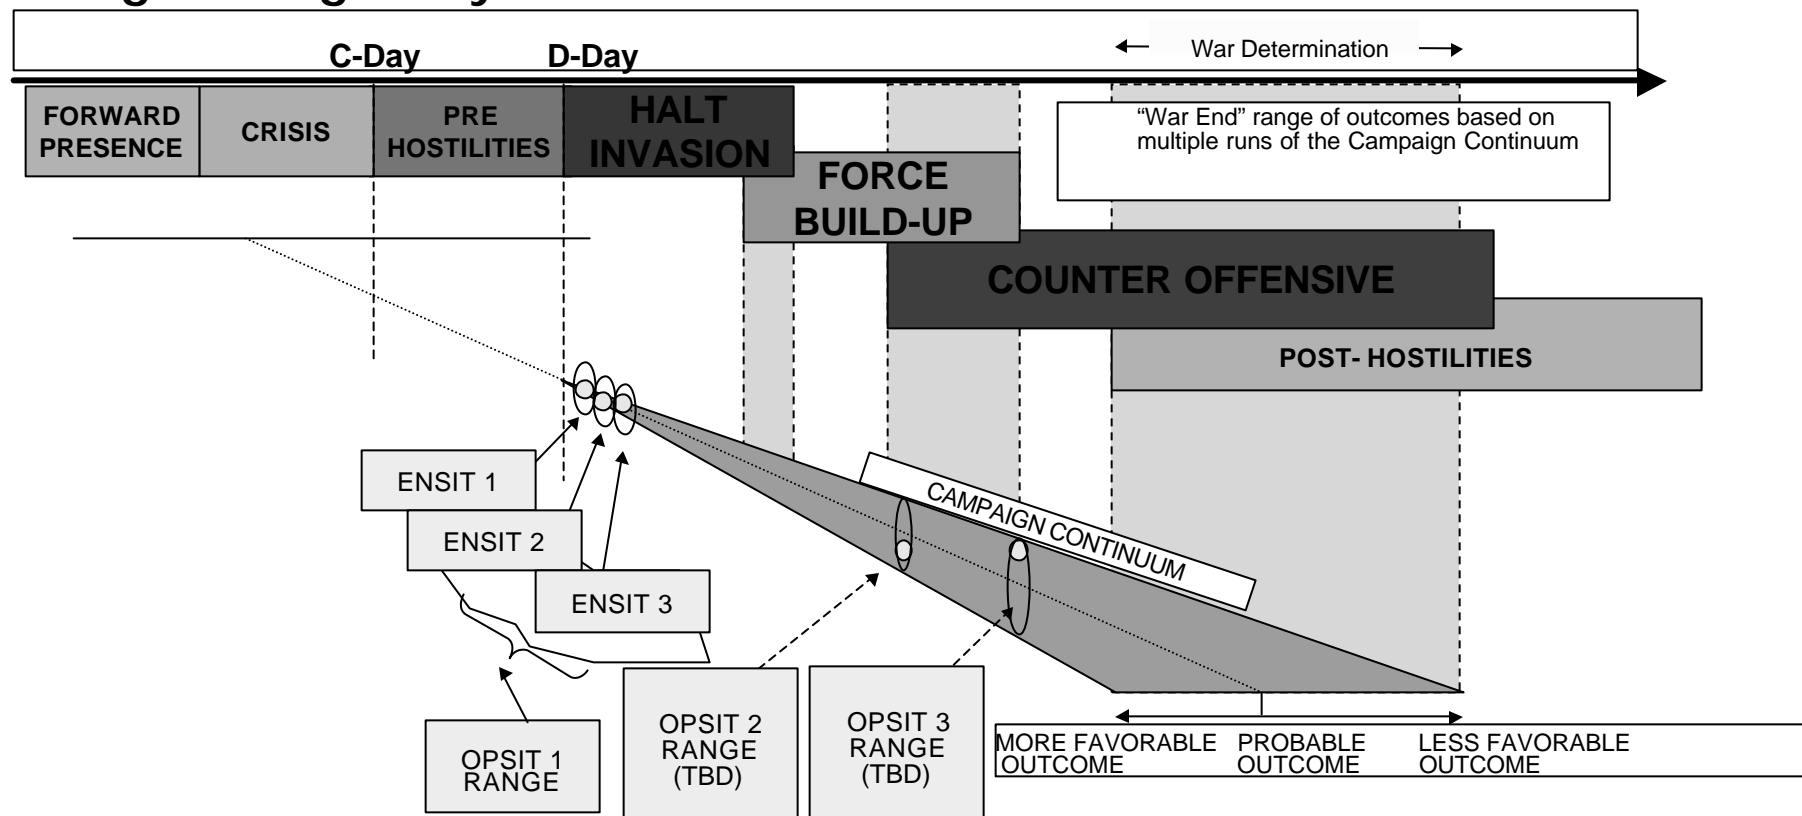 C-Day
D-Day
War Determination
FORWARD
PRESENCE
CRISIS
PRE
HOSTILITIES
HALT
INVASION
“War End” range of outcomes based on
multiple runs of the Campaign Continuum
FORCE
BUILD-UP
COUNTER OFFENSIVE
POST- HOSTILITIES
ENSIT 1
ENSIT 2
ENSIT 3
CAMPAIGN CONTINUUM
OPSIT 1
RANGE
OPSIT 2
RANGE
(TBD)
OPSIT 3
RANGE
(TBD)
MORE FAVORABLE
OUTCOME
PROBABLE
OUTCOME
LESS FAVORABLE
OUTCOME